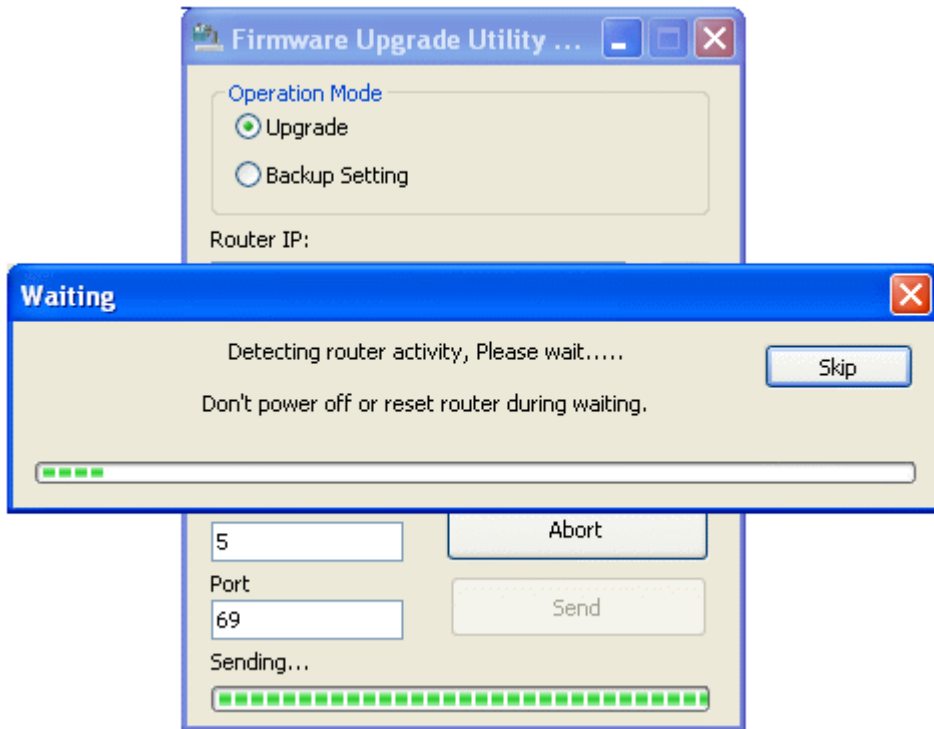 Firmware Upgrade Utility ...
Operation Mode
Upgrade
Backup Setting
Router IP:
Waiting
Detecting router activity, Please wait.....
Skip
Don't power off or reset router during waiting.
5
Abort
Port
69
Send
Sending...